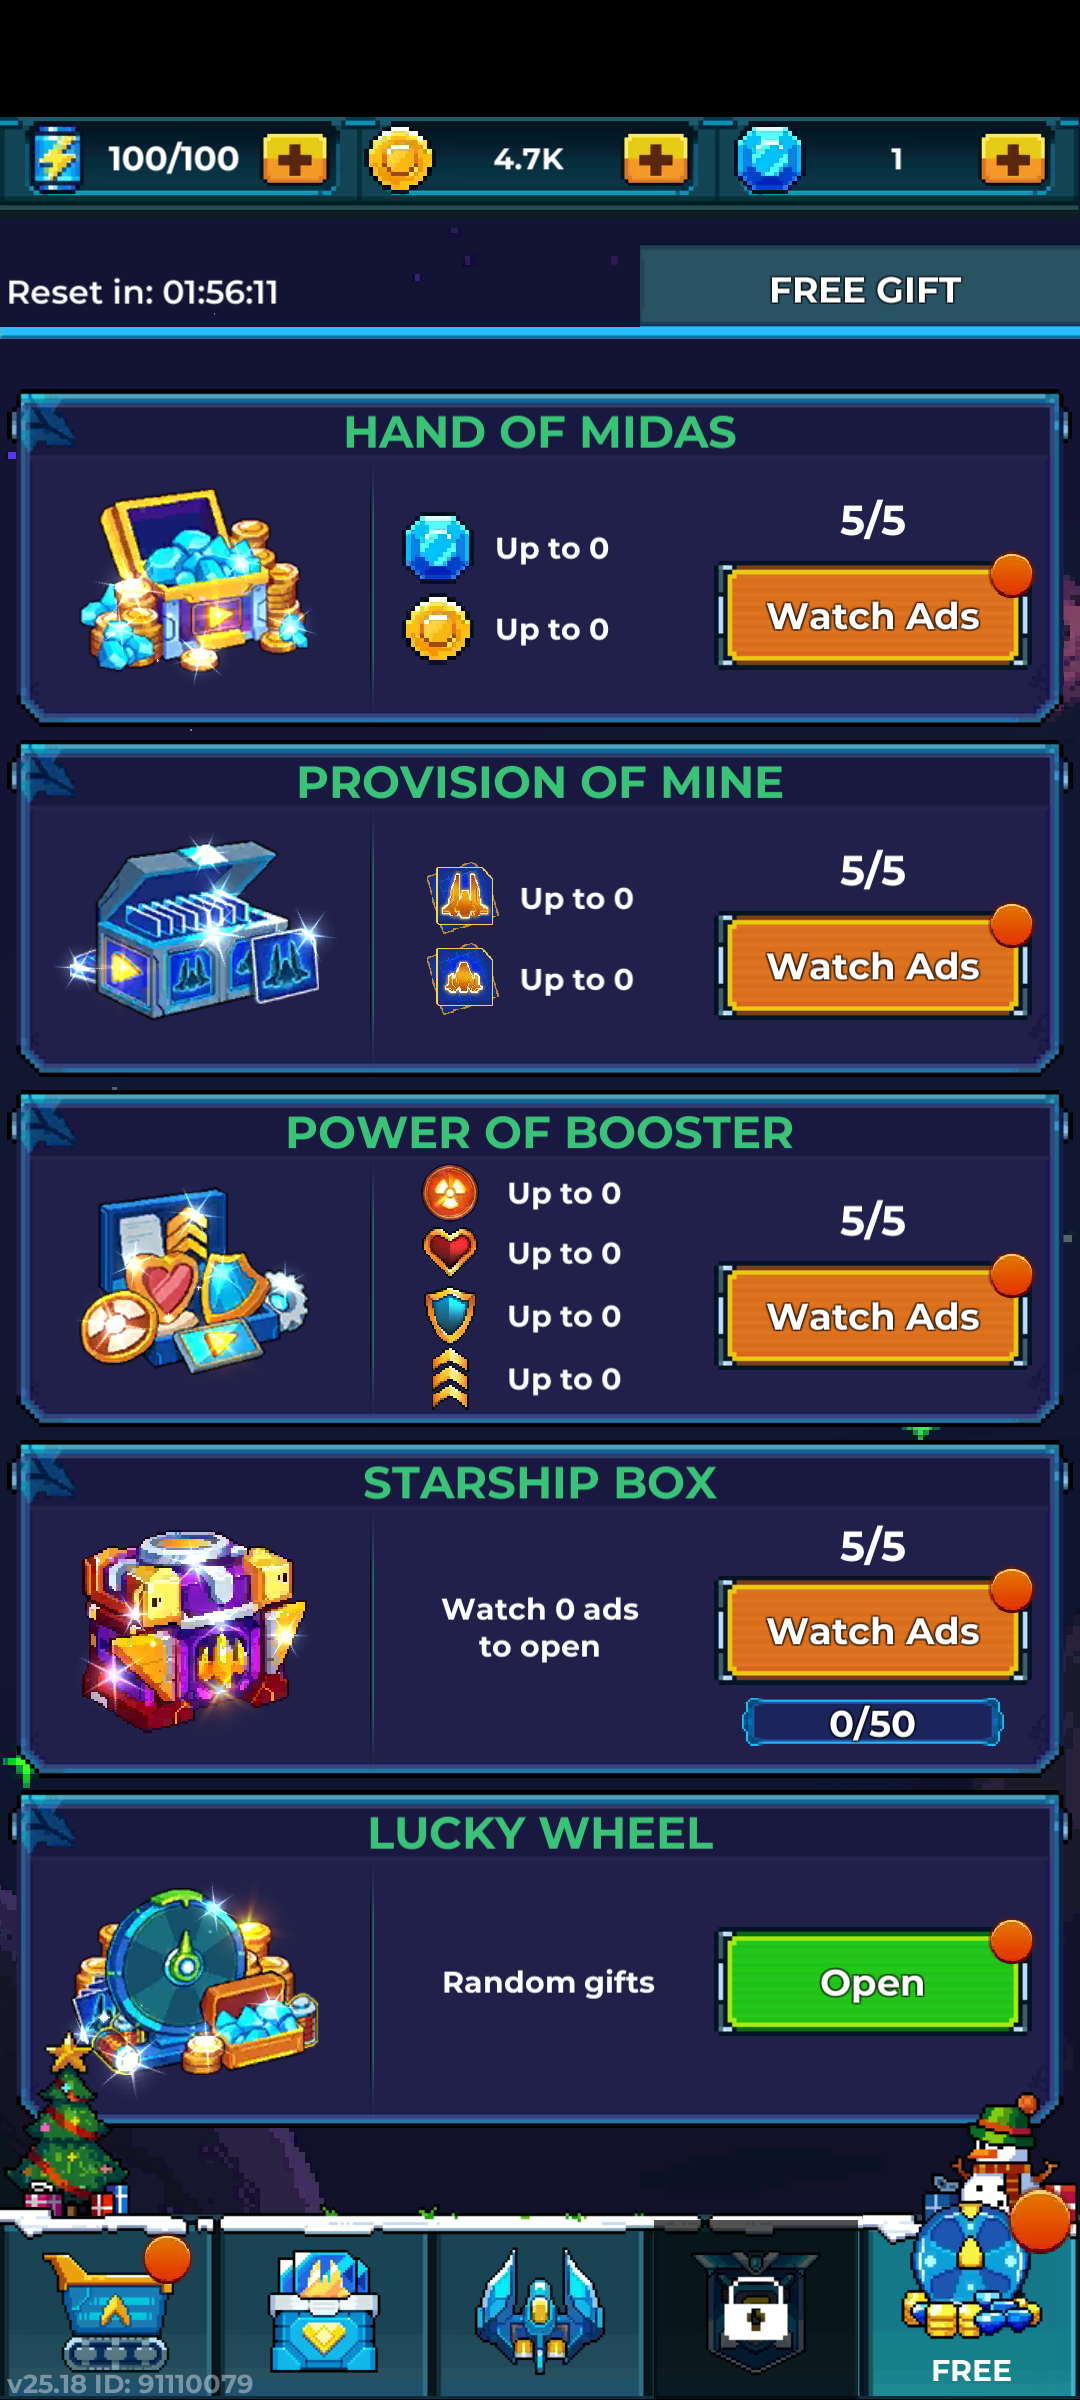 100/100
4.7K
1
Reset in: 01:56:11
FREE GIFT
HAND OF MIDAS
5/5
Up to 0
Up to 0
Watch Ads
PROVISION OF MINE
5/5
Up to 0
Up to 0
Watch Ads
POWER OF BOOSTER
Up to 0
5/5
Up to 0
Up to 0
Watch Ads
Up to 0
STARSHIP BOX
5/5
Watch 0 ads
to open
Watch Ads
0/50
LUCKY WHEEL
Random gifts
Open
FREE
v25.18 ID: 91110079